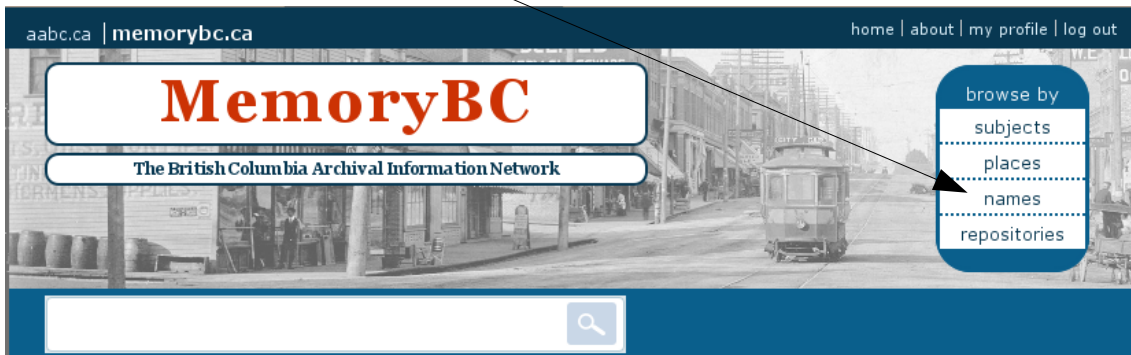 aabc.ca | memorybc.ca
home | about | my profile | log out
MemoryBC
The British Columbia Archival Information Network
browse by
subjects
places
names
repositories